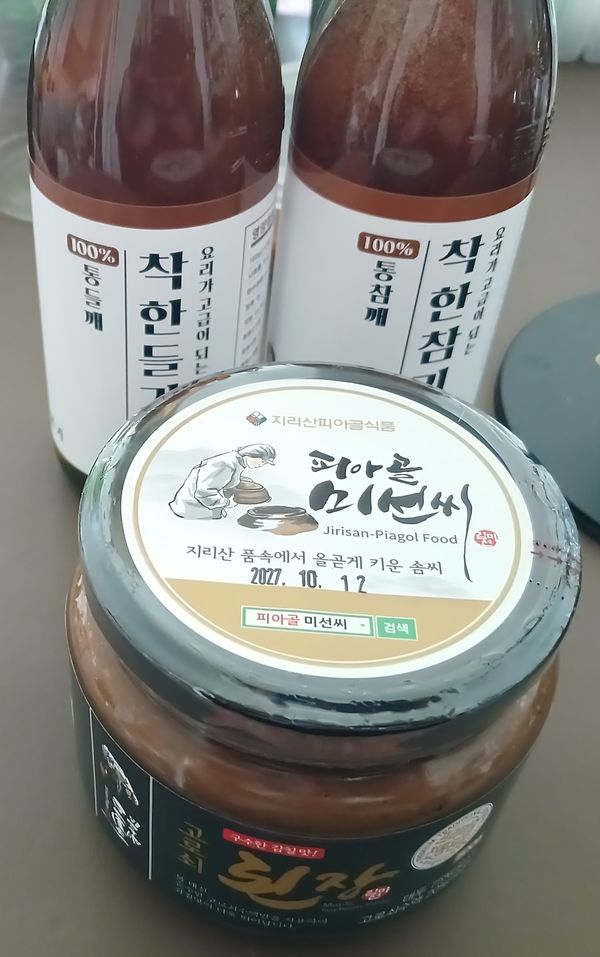 100%
통들깨
착한들
요리가 고급이 되는
100%
통참깨
착한참
요리가 고급이 되는
지리산피아골식품
피아골
미선씨
Jirisan-Piagol Food
지리산 품속에서 올곧게 키운 솜씨
2027. 10. 12
피아골 미선씨
검색
고로쇠
구수한 감칠맛!
된장